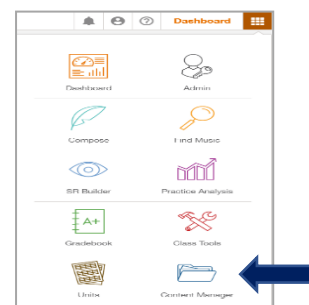 Dashboard
Dashboard Admin
Compose Find Music
SR Builder Practice Analysis
A+
Gradebook Class Tools
Units Content Manager